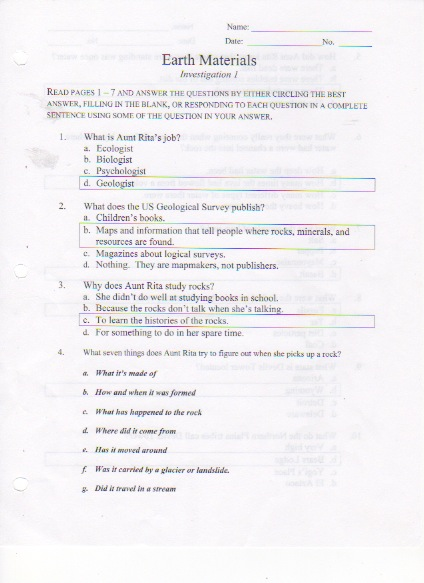 Name:
Date: No.
Earth Materials
Investigation 1
READ PAGES 1 – 7 AND ANSWER THE QUESTIONS BY EITHER CIRCLING THE BEST
ANSWER, FILLING IN THE BLANK, OR RESPONDING TO EACH QUESTION IN A COMPLETE
SENTENCE USING SOME OF THE QUESTION IN YOUR ANSWER.
1. What is Aunt Rita's job?
a. Ecologist
b. Biologist
c. Psychologist
d. Geologist
2. What does the US Geological Survey publish?
a. Children's books.
b. Maps and information that tell people where rocks, minerals, and
resources are found.
c. Magazines about logical surveys.
d. Nothing. They are mapmakers, not publishers.
3. Why does Aunt Rita study rocks?
a. She didn't do well at studying books in school.
b. Because the rocks don't talk when she's talking.
c. To learn the histories of the rocks.
d. For something to do in her spare time.
4. What seven things does Aunt Rita try to figure out when she picks up a rock?
a. What it's made of
b. How and when it was formed
c. What has happened to the rock
d. Where did it come from
e. Has it moved around
f. Was it carried by a glacier or landslide.
g. Did it travel in a stream